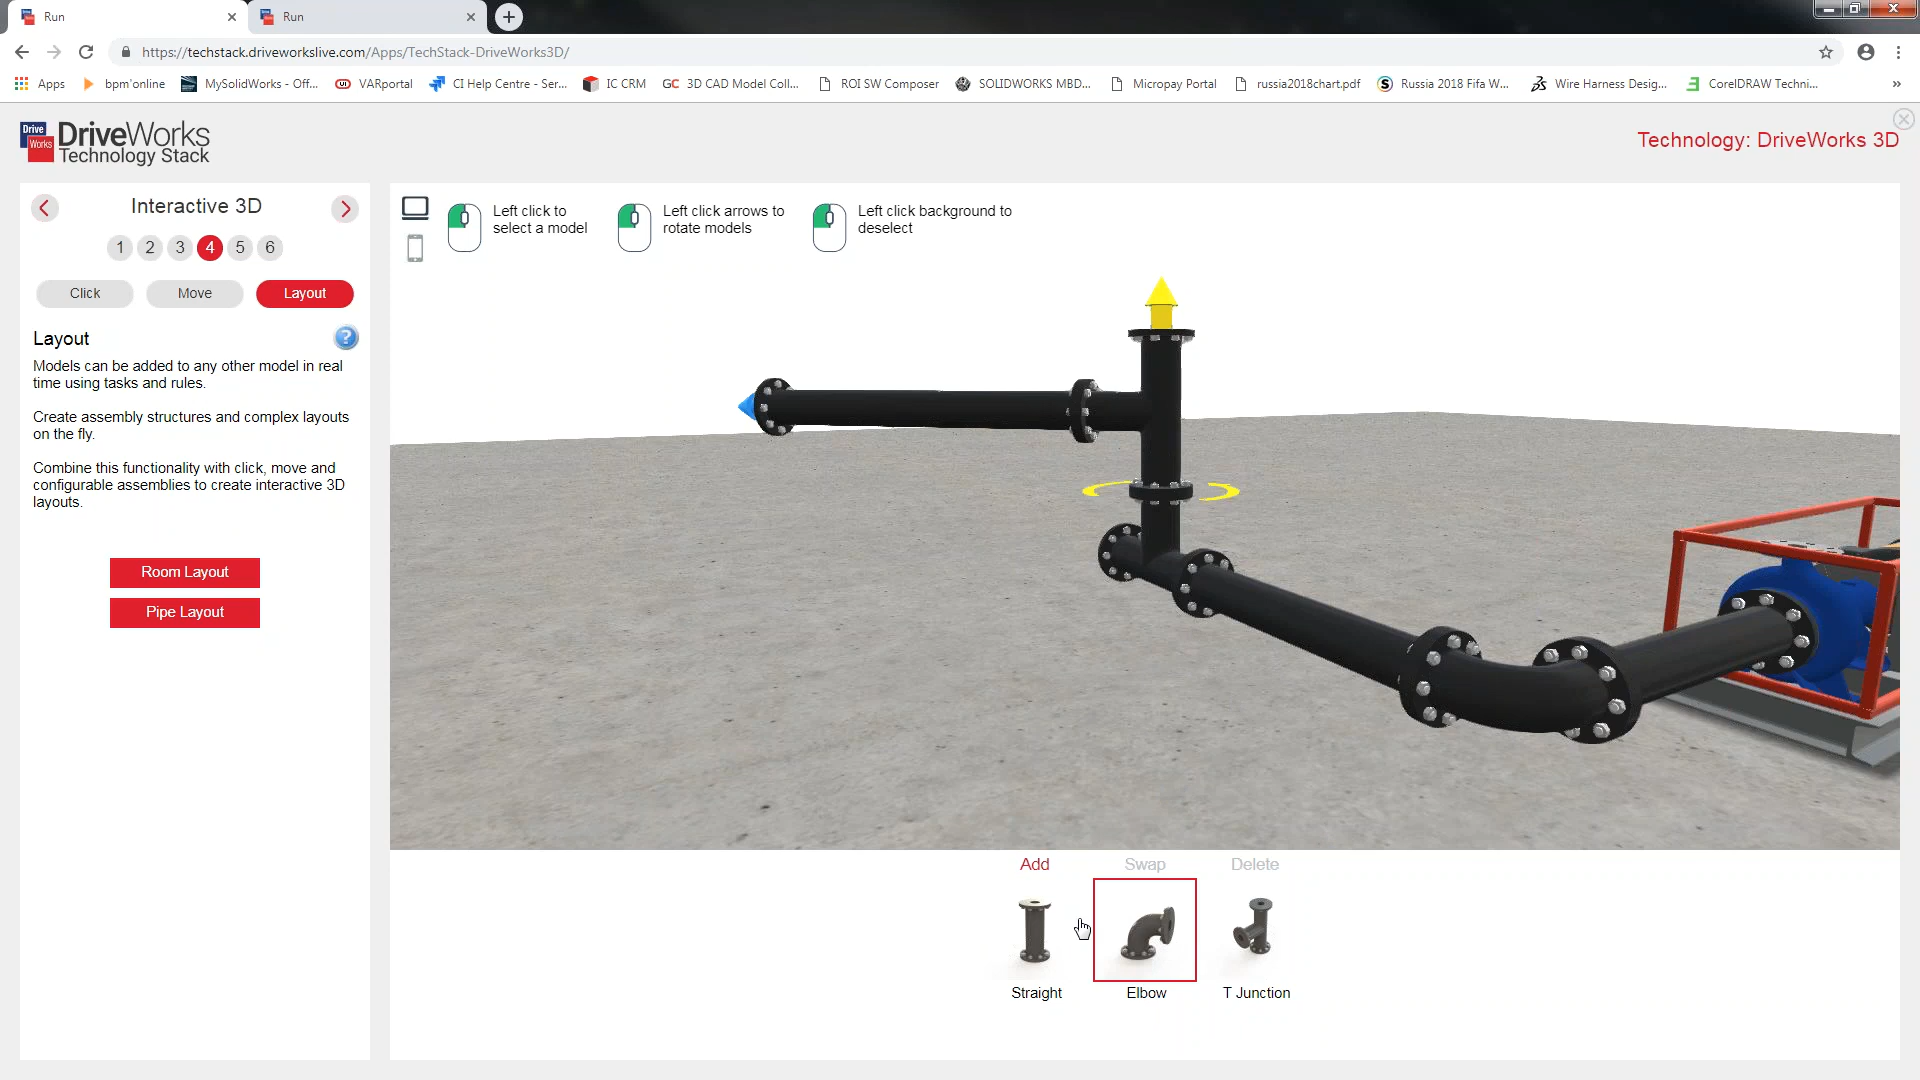 Run
Run
https://techstack.driveworkslive.com/Apps/TechStack-DriveWorks3D/
Apps
bpm'online
MySolidWorks - Off...
VARportal
CI Help Centre - Ser...
IC CRM
GC 3D CAD Model Coll...
ROI SW Composer
SOLIDWORKS MBD...
Micropay Portal
russia2018chart.pdf
Russia 2018 Fifa W...
Wire Harness Desig...
CorelDRAW Techni...
Drive
Works
DriveWorks
Technology Stack
Technology: DriveWorks 3D
Interactive 3D
1 2 3 4 5 6
Click Move Layout
Layout
?
Models can be added to any other model in real
time using tasks and rules.
Create assembly structures and complex layouts
on the fly.
Combine this functionality with click, move and
configurable assemblies to create interactive 3D
layouts.
Room Layout
Pipe Layout
Left click to
select a model
Left click arrows to
rotate models
Left click background to
deselect
Add Swap Delete
Straight Elbow T Junction